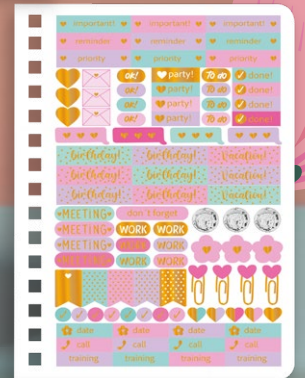 important! important! important!
reminder reminder reminder
priority priority priority
OK! party! TO DO done!
OK! party! TO DO done!
OK! party! TO DO done!
OK! party! TO DO done!
birthday! birthday! vacation!
birthday! birthday! vacation!
birthday! birthday! vacation!
MEETING don't forget
MEETING WORK WORK
MEETING WORK WORK
MEETING WORK WORK
date date date date
call call call call
training training training training